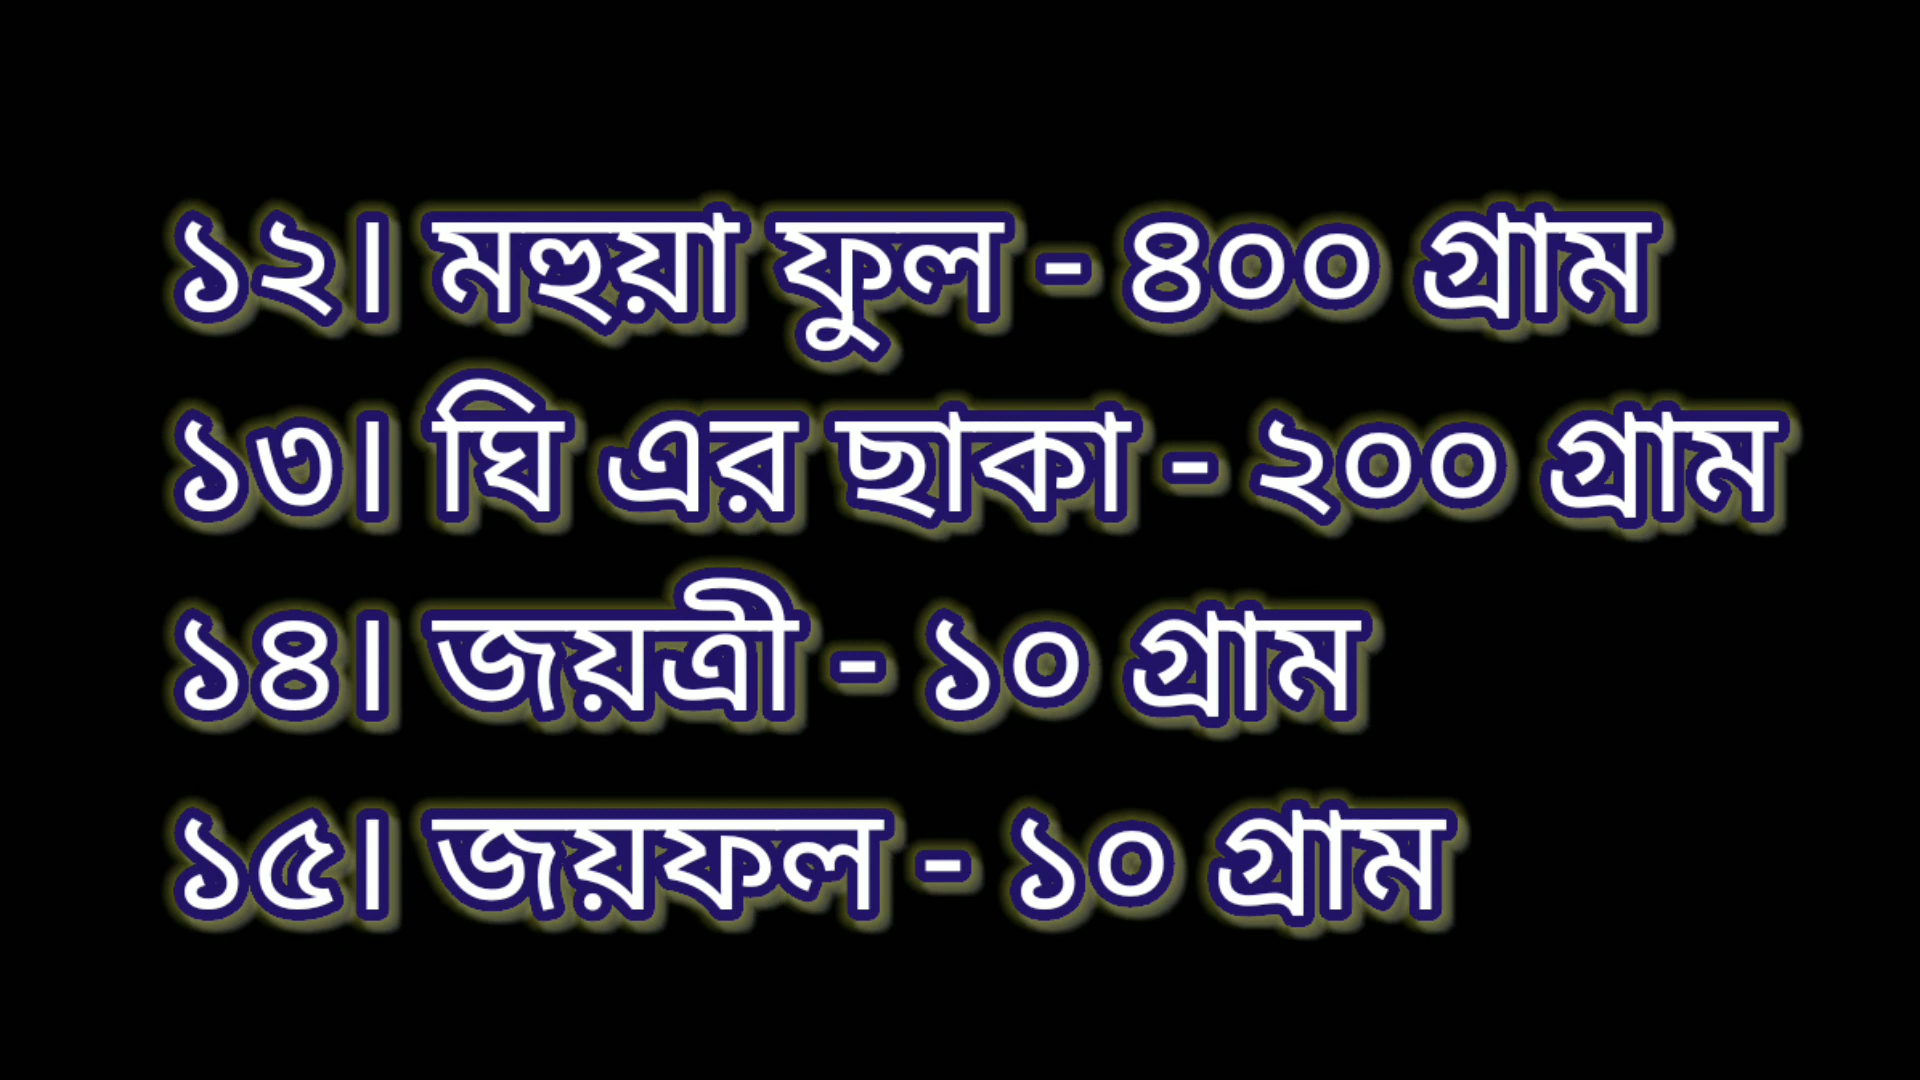 ১২। মহুয়া ফুল - ৪০০ গ্রাম
১৩। ঘি এর ছাকা - ২০০ গ্রাম
১৪। জয়ত্রী - ১০ গ্রাম
১৫। জয়ফল - ১০ গ্রাম